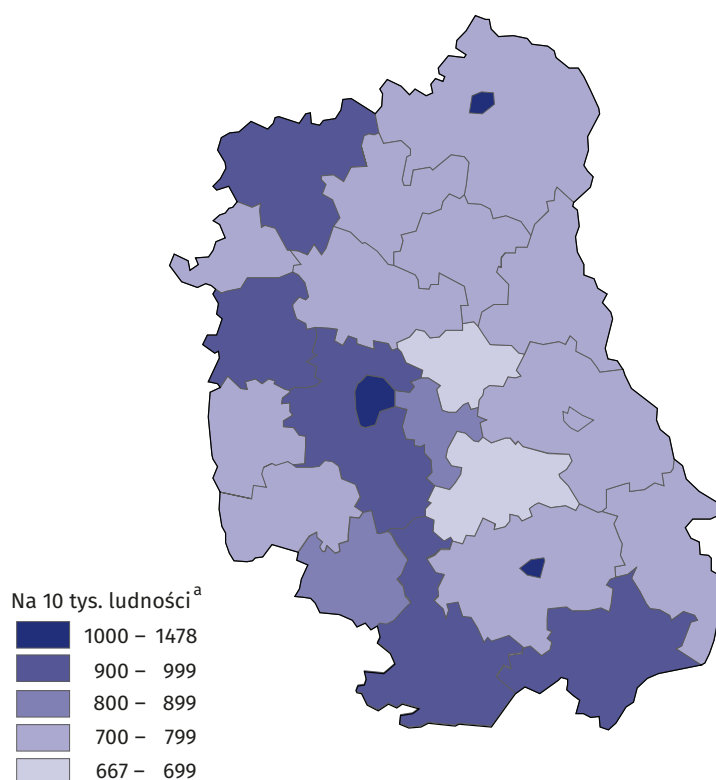 Na 10 tys. ludności a
1000 – 1478
900 – 999
800 – 899
700 – 799
667 – 699